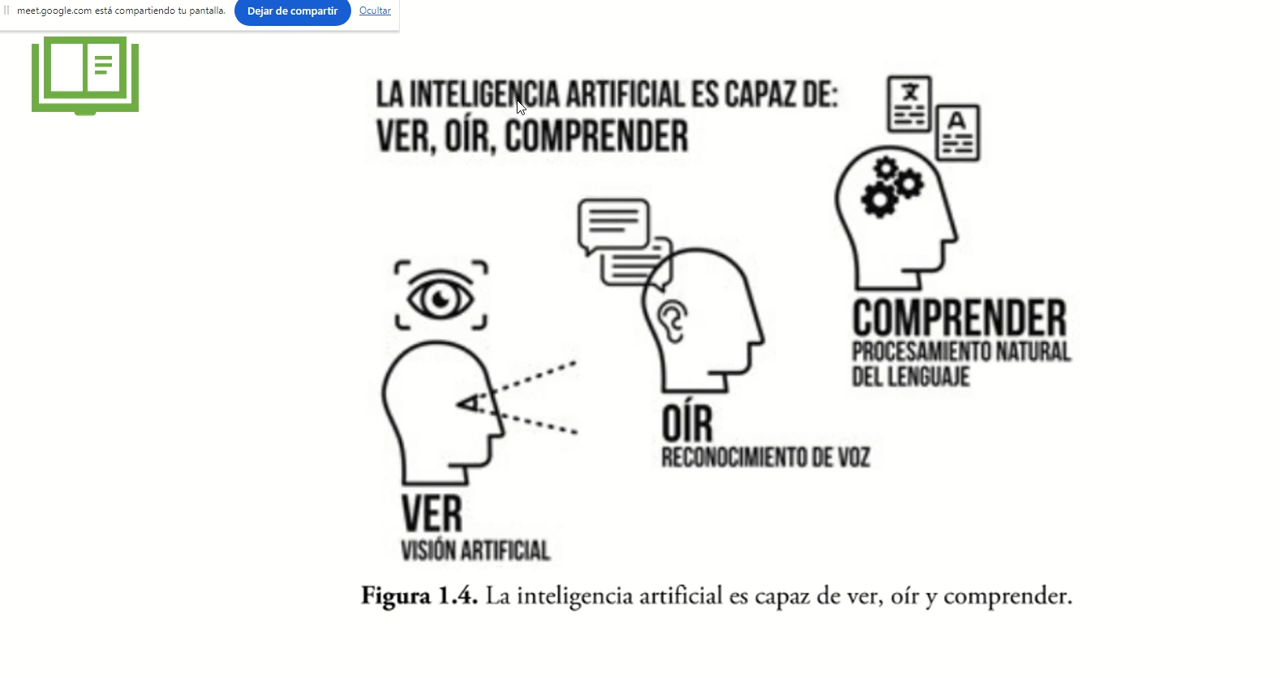 meet.google.com está compartiendo tu pantalla. Dejar de compartir Ocultar
LA INTELIGENCIA ARTIFICIAL ES CAPAZ DE:
VER, OÍR, COMPRENDER
文
A
COMPRENDER
PROCESAMIENTO NATURAL
DEL LENGUAJE
OÍR
RECONOCIMIENTO DE VOZ
VER
VISIÓN ARTIFICIAL
Figura 1.4. La inteligencia artificial es capaz de ver, oír y comprender.